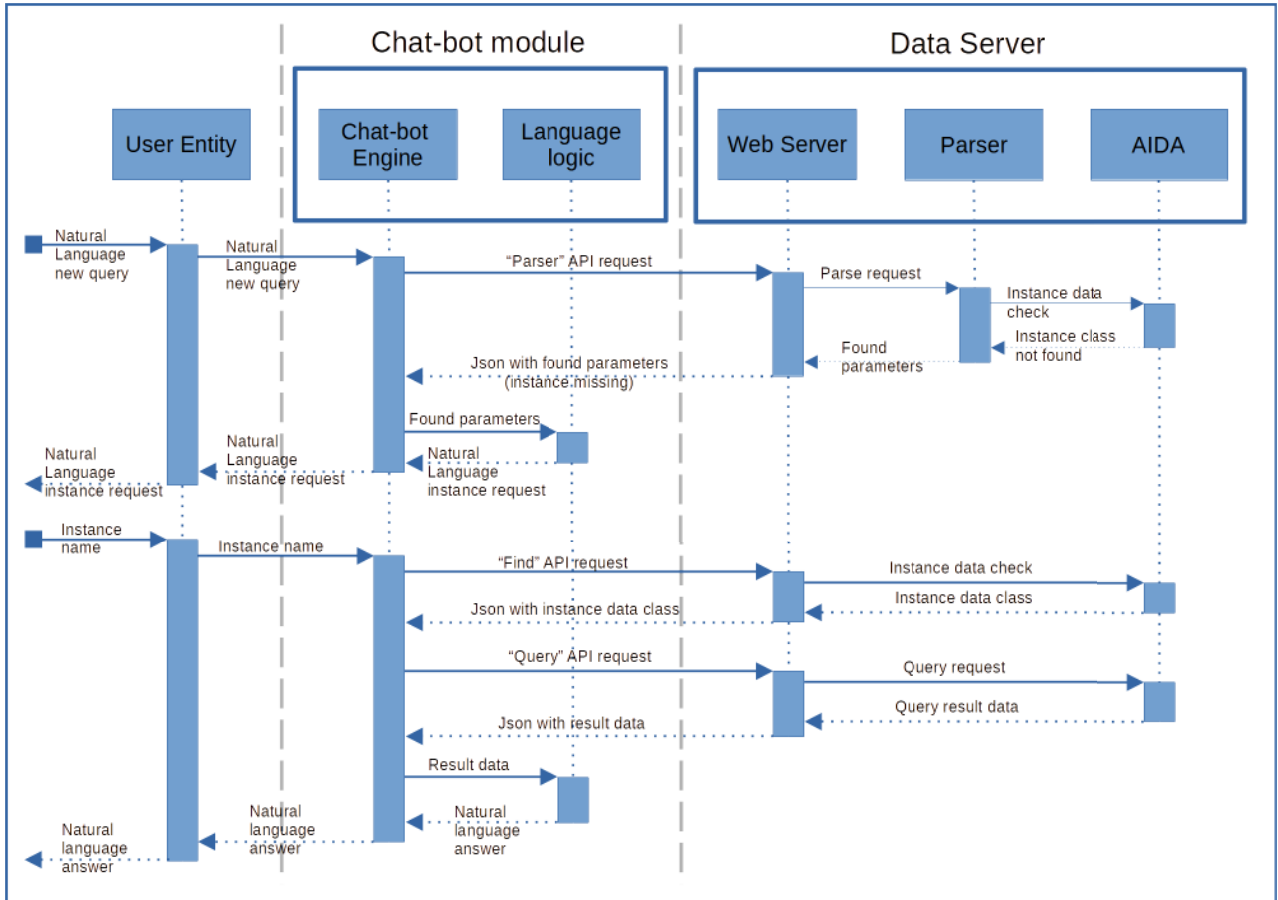 Chat-bot module
Data Server
User Entity
Chat-bot
Engine
Language
logic
Web Server
Parser
AIDA
Natural
Language
new query
Natural
Language
new query
“Parser” API request
Parse request
Instance data
check
Instance class
not found
Found
parameters
Json with found parameters
(instance missing)
Found parameters
Natural
Language
instance request
Natural
Language
instance request
Natural
Language
instance request
Instance
name
Instance name
“Find” API request
Instance data check
Instance data class
Json with instance data class
“Query” API request
Query request
Query result data
Json with result data
Result data
Natural
language
answer
Natural
language
answer
Natural
language
answer